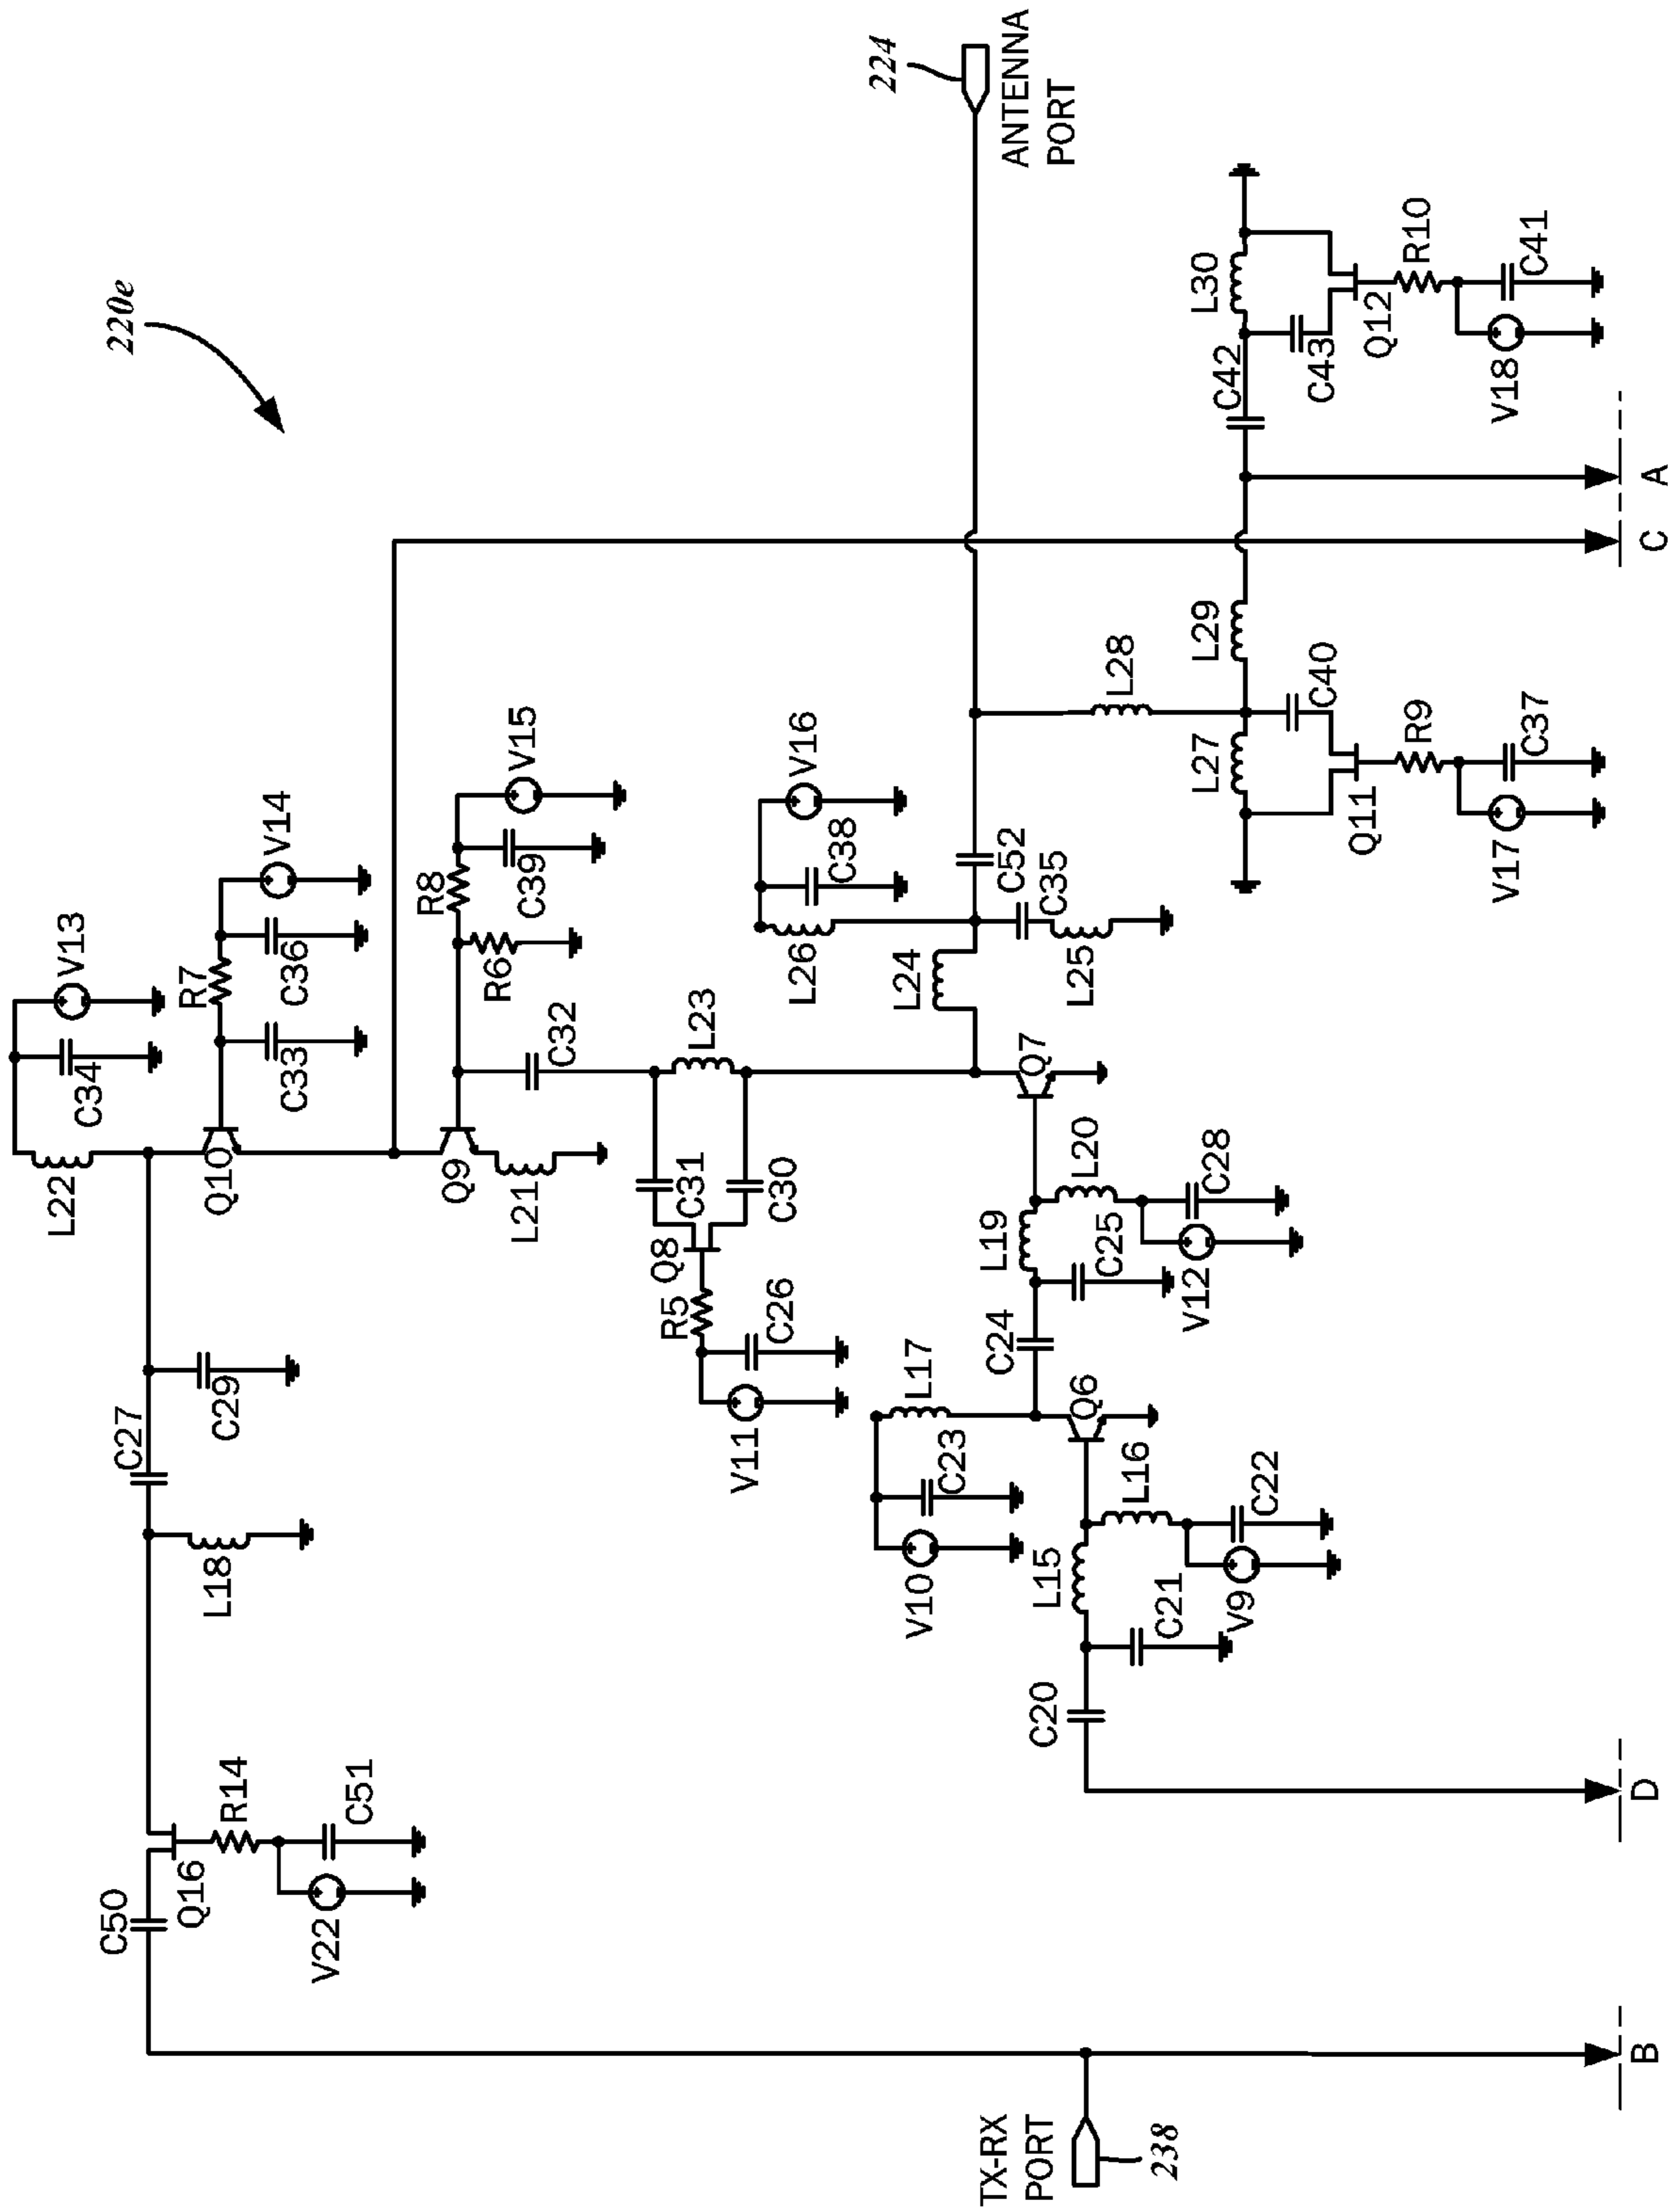 220e
224
ANTENNA
PORT
V13
C34
L22
V14
R7
C36
C33
Q10
V15
R8
C39
R6
Q9
L21
C32
L23
C31
C30
Q8
R5
C26
V11
C27
C29
L18
C50
Q16
R14
C51
V22
V16
C38
L26
C52
C35
L25
L24
Q7
L20
C28
L19
C25
V12
C24
L17
C23
V10
Q6
L16
C22
L15
C21
V9
C20
L28
L29
L27
C40
Q11
R9
C37
V17
L30
C42
C43
Q12
R10
C41
V18
TX-RX
PORT
238
B
D
C
A